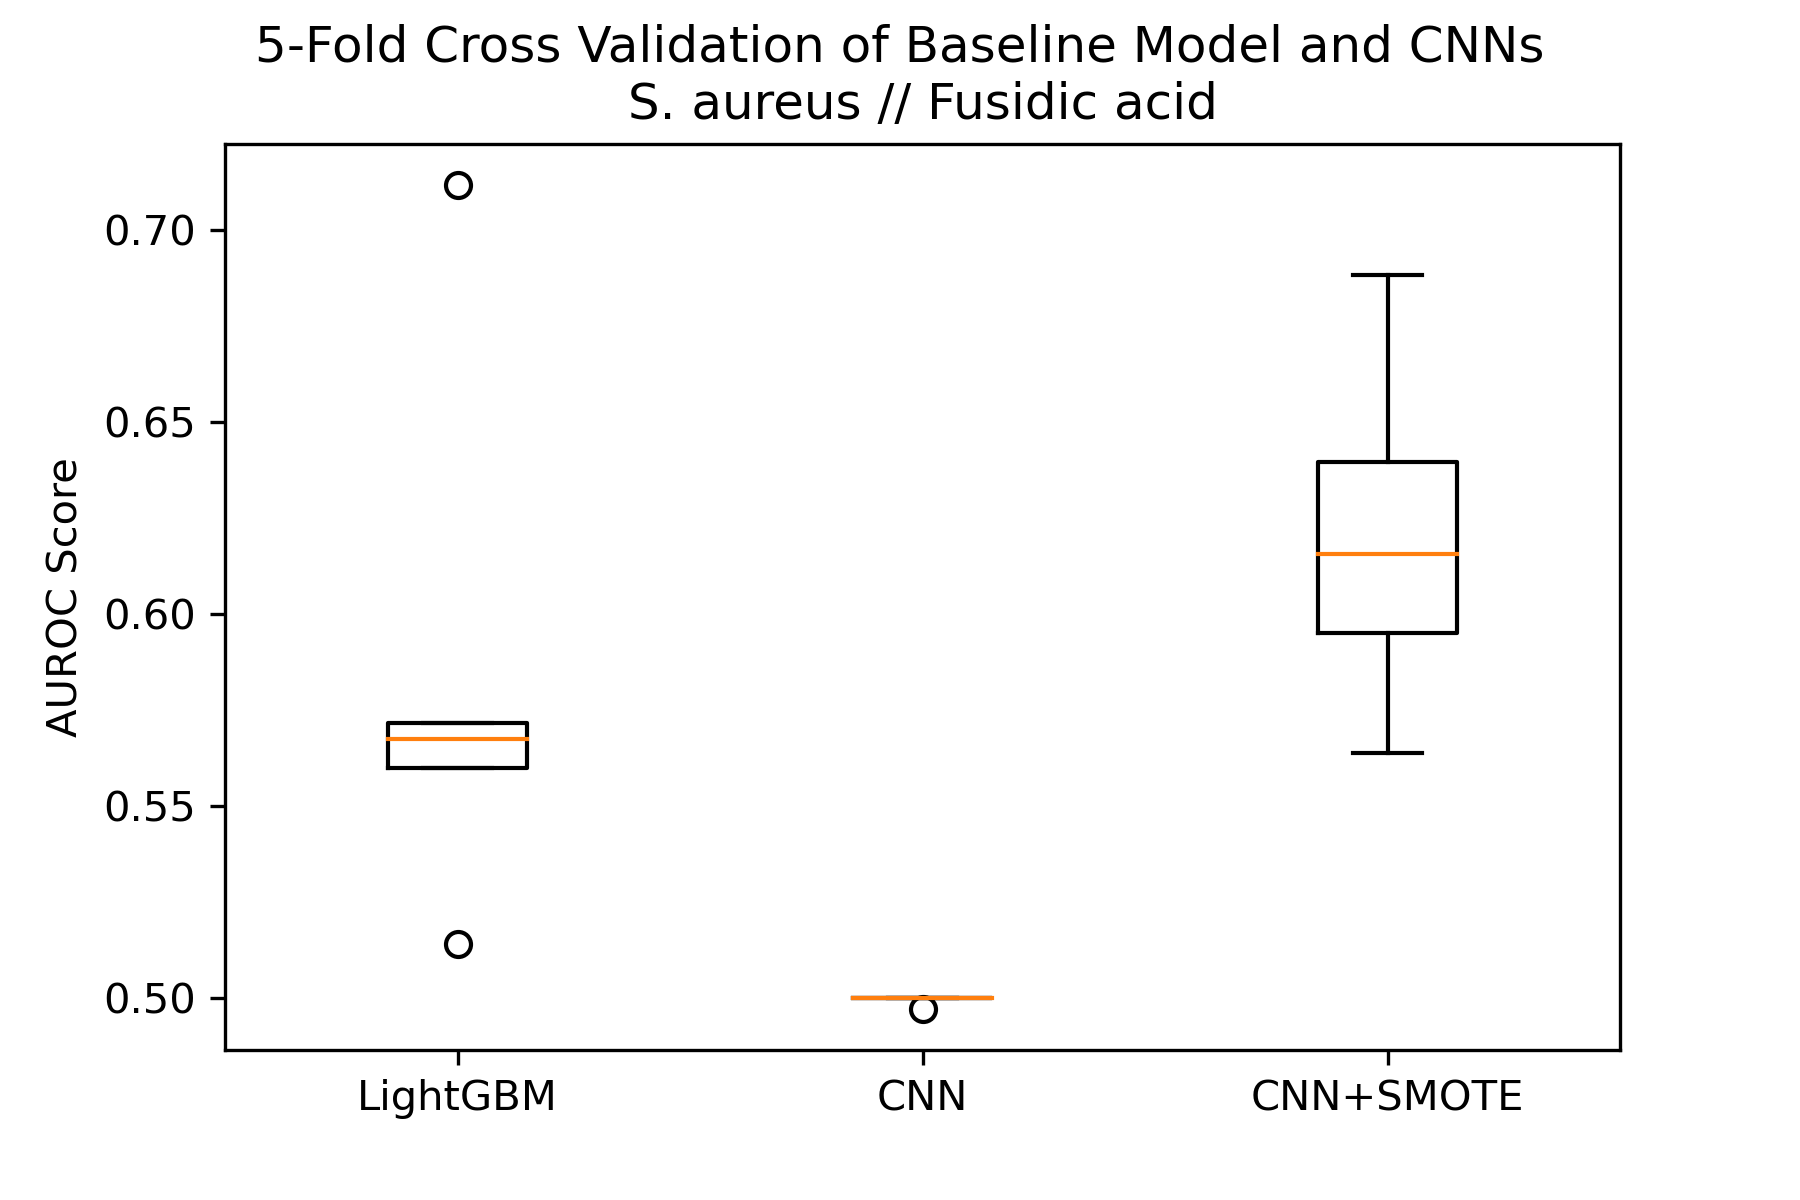 5-Fold Cross Validation of Baseline Model and CNNs
S. aureus // Fusidic acid
0.70
0.65
0.60
0.55
0.50
AUROC Score
LightGBM
CNN
CNN+SMOTE